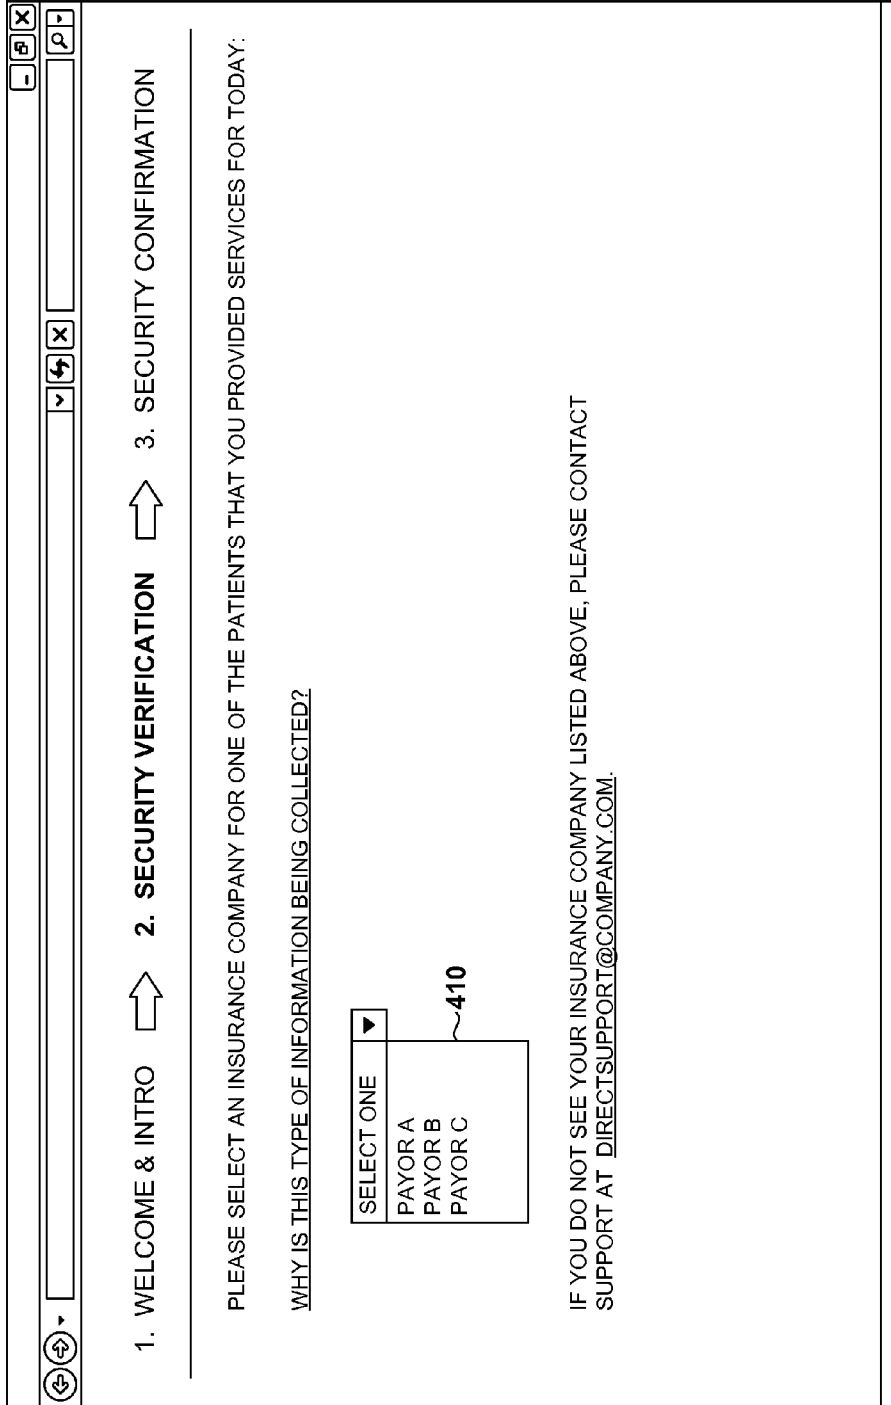 1. WELCOME & INTRO 2. SECURITY VERIFICATION 3. SECURITY CONFIRMATION
PLEASE SELECT AN INSURANCE COMPANY FOR ONE OF THE PATIENTS THAT YOU PROVIDED SERVICES FOR TODAY:
WHY IS THIS TYPE OF INFORMATION BEING COLLECTED?
SELECT ONE
PAYOR A
PAYOR B
PAYOR C
410
IF YOU DO NOT SEE YOUR INSURANCE COMPANY LISTED ABOVE, PLEASE CONTACT
SUPPORT AT DIRECTSUPPORT@COMPANY.COM.